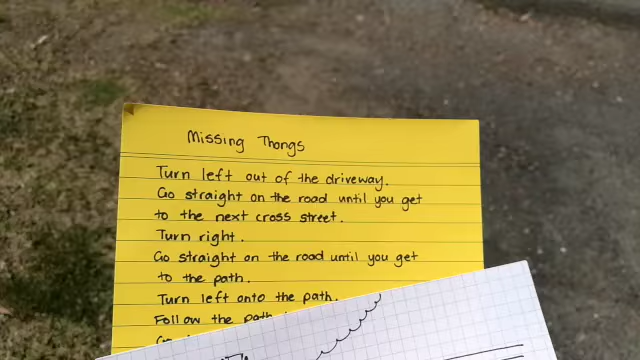 Missing Thongs
Turn left out of the driveway.
Go straight on the road until you get
to the next cross street.
Turn right.
Go straight on the road until you get
to the path.
Turn left onto the path.
Follow the path